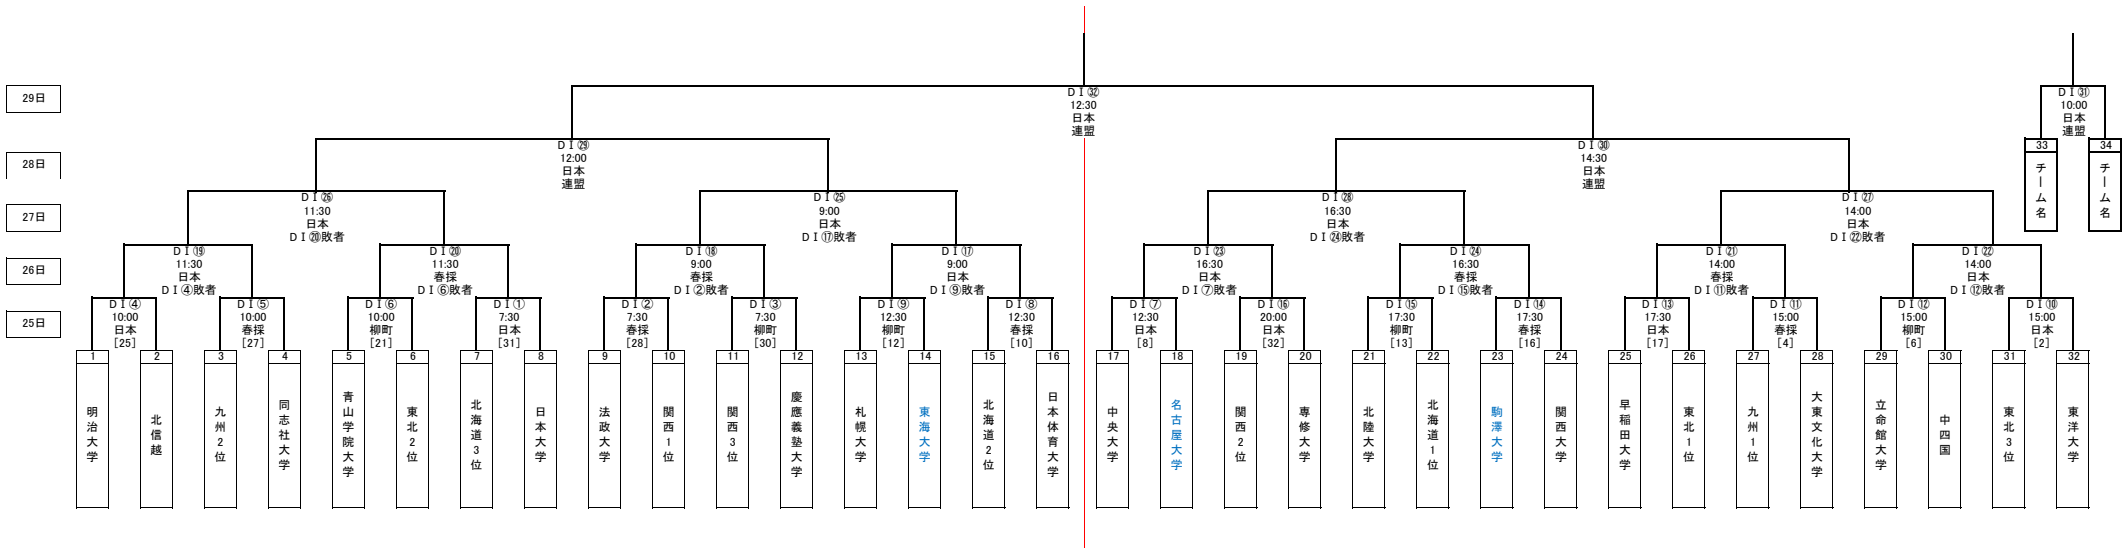 29日
DⅠ㉜
12:30
日本
連盟
DⅠ㉛
10:00
日本
連盟
33
チーム名
34
チーム名
28日
DⅠ㉙
12:00
日本
連盟
DⅠ㉚
14:30
日本
連盟
27日
DⅠ㉖
11:30
日本
DⅠ⑳敗者
DⅠ㉕
9:00
日本
DⅠ⑰敗者
DⅠ㉘
16:30
日本
DⅠ㉔敗者
DⅠ㉗
14:00
日本
DⅠ㉒敗者
26日
DⅠ⑲
11:30
日本
DⅠ④敗者
DⅠ⑳
11:30
春採
DⅠ⑥敗者
DⅠ⑱
9:00
春採
DⅠ②敗者
DⅠ⑰
9:00
日本
DⅠ⑨敗者
DⅠ㉓
16:30
日本
DⅠ⑦敗者
DⅠ㉔
16:30
春採
DⅠ⑮敗者
DⅠ㉑
14:00
春採
DⅠ⑪敗者
DⅠ㉒
14:00
日本
DⅠ⑫敗者
25日
DⅠ④
10:00
日本
[25]
DⅠ⑤
10:00
春採
[27]
DⅠ⑥
10:00
柳町
[21]
DⅠ①
7:30
日本
[31]
DⅠ②
7:30
春採
[28]
DⅠ③
7:30
柳町
[30]
DⅠ⑨
12:30
柳町
[12]
DⅠ⑧
12:30
春採
[10]
DⅠ⑦
12:30
日本
[8]
DⅠ⑯
20:00
日本
[32]
DⅠ⑮
17:30
柳町
[13]
DⅠ⑭
17:30
春採
[16]
DⅠ⑬
17:30
日本
[17]
DⅠ⑪
15:00
春採
[4]
DⅠ⑫
15:00
柳町
[6]
DⅠ⑩
15:00
日本
[2]
1
明治大学
2
北信越
3
九州2位
4
同志社大学
5
青山学院大学
6
東北2位
7
北海道3位
8
日本大学
9
法政大学
10
関西1位
11
関西3位
12
慶應義塾大学
13
札幌大学
14
東海大学
15
北海道2位
16
日本体育大学
17
中央大学
18
名古屋大学
19
関西2位
20
専修大学
21
北陸大学
22
北海道1位
23
駒澤大学
24
関西大学
25
早稲田大学
26
東北1位
27
九州1位
28
大東文化大学
29
立命館大学
30
中四国
31
東北3位
32
東洋大学